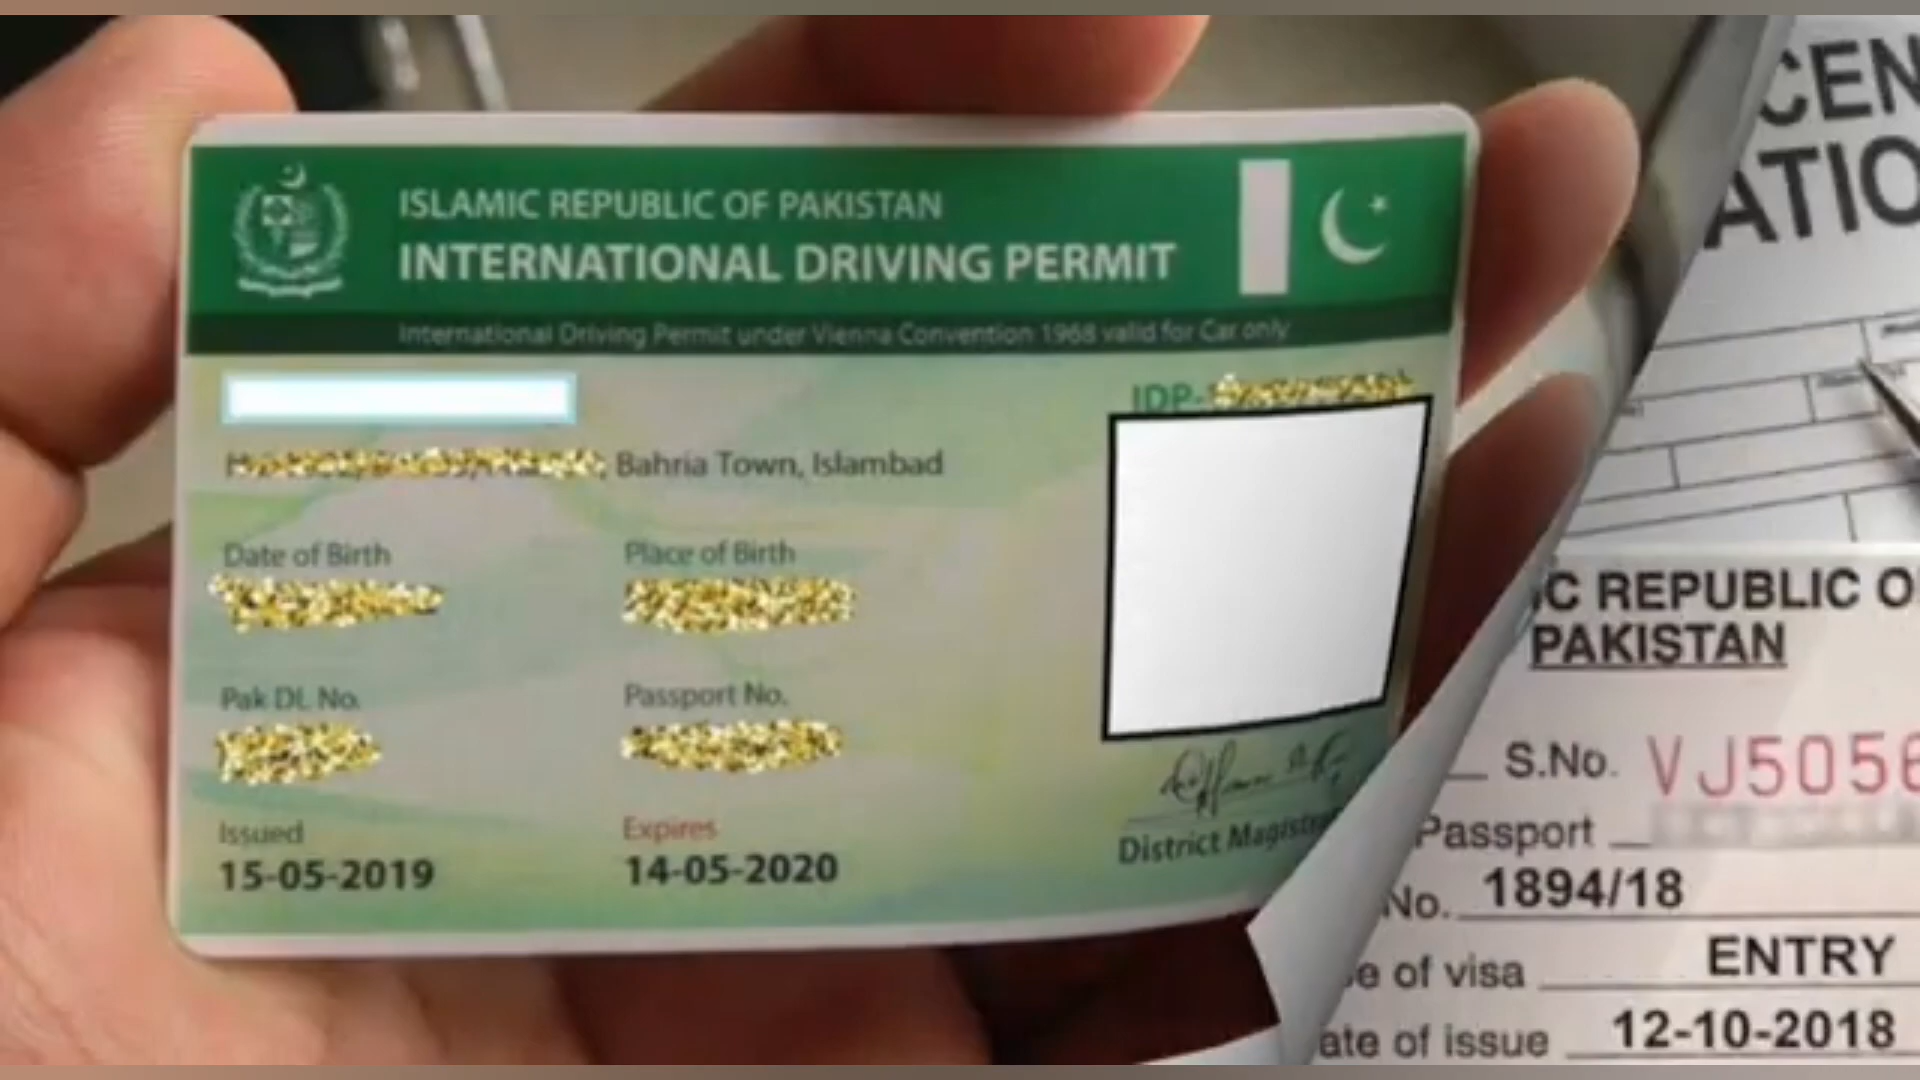 ISLAMIC REPUBLIC OF PAKISTAN
INTERNATIONAL DRIVING PERMIT
International Driving Permit under Vienna Convention 1968 valid for Car only
IDP-
Bahria Town, Islambad
Date of Birth
Place of Birth
Pak DL No.
Passport No.
Issued
Expires
15-05-2019
14-05-2020
District
CEN
ATIO
IC REPUBLIC O
PAKISTAN
S.No. VJ5056
Passport
No. 1894/18
e of visa ENTRY
ate of issue 12-10-2018